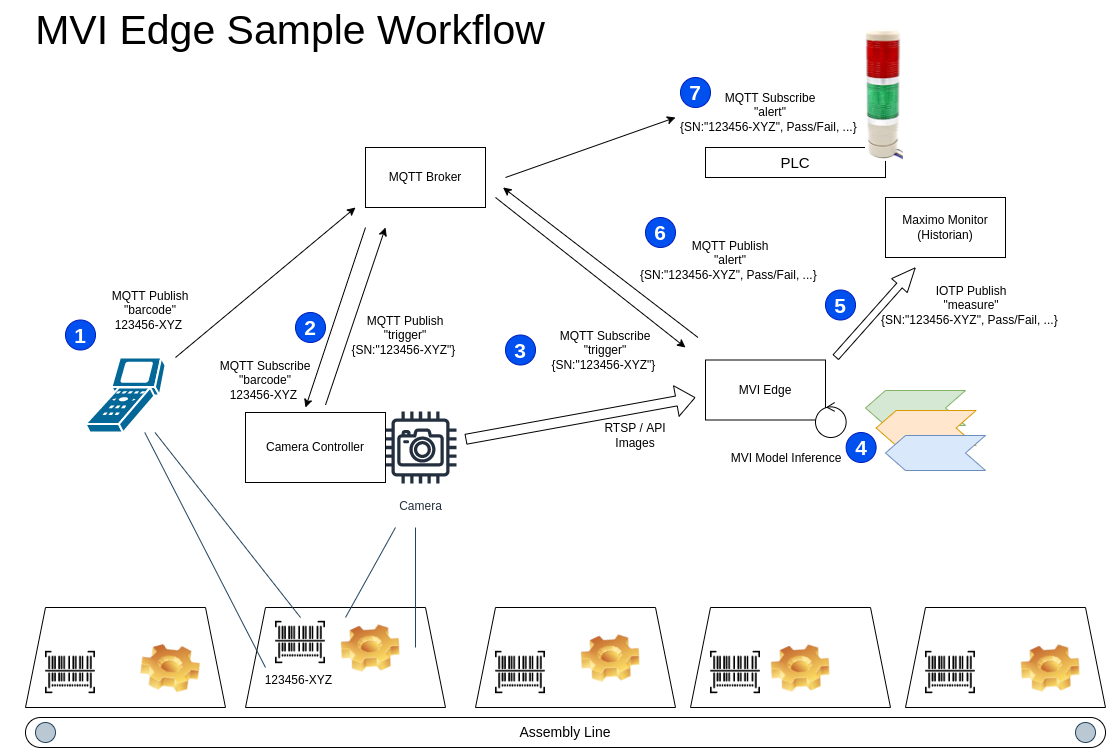 MVI Edge Sample Workflow
7
MQTT Subscribe
"alert"
{SN:"123456-XYZ", Pass/Fail, ...}
PLC
MQTT Broker
Maximo Monitor
(Historian)
6
MQTT Publish
"alert"
{SN:"123456-XYZ", Pass/Fail, ...}
5
IOTP Publish
"measure"
{SN:"123456-XYZ", Pass/Fail, ...}
1
MQTT Publish
"barcode"
123456-XYZ
2
MQTT Subscribe
"barcode"
123456-XYZ
MQTT Publish
"trigger"
{SN:"123456-XYZ"}
3
MQTT Subscribe
"trigger"
{SN:"123456-XYZ"}
MVI Edge
RTSP / API
Images
MVI Model Inference
4
Camera Controller
Camera
123456-XYZ
Assembly Line